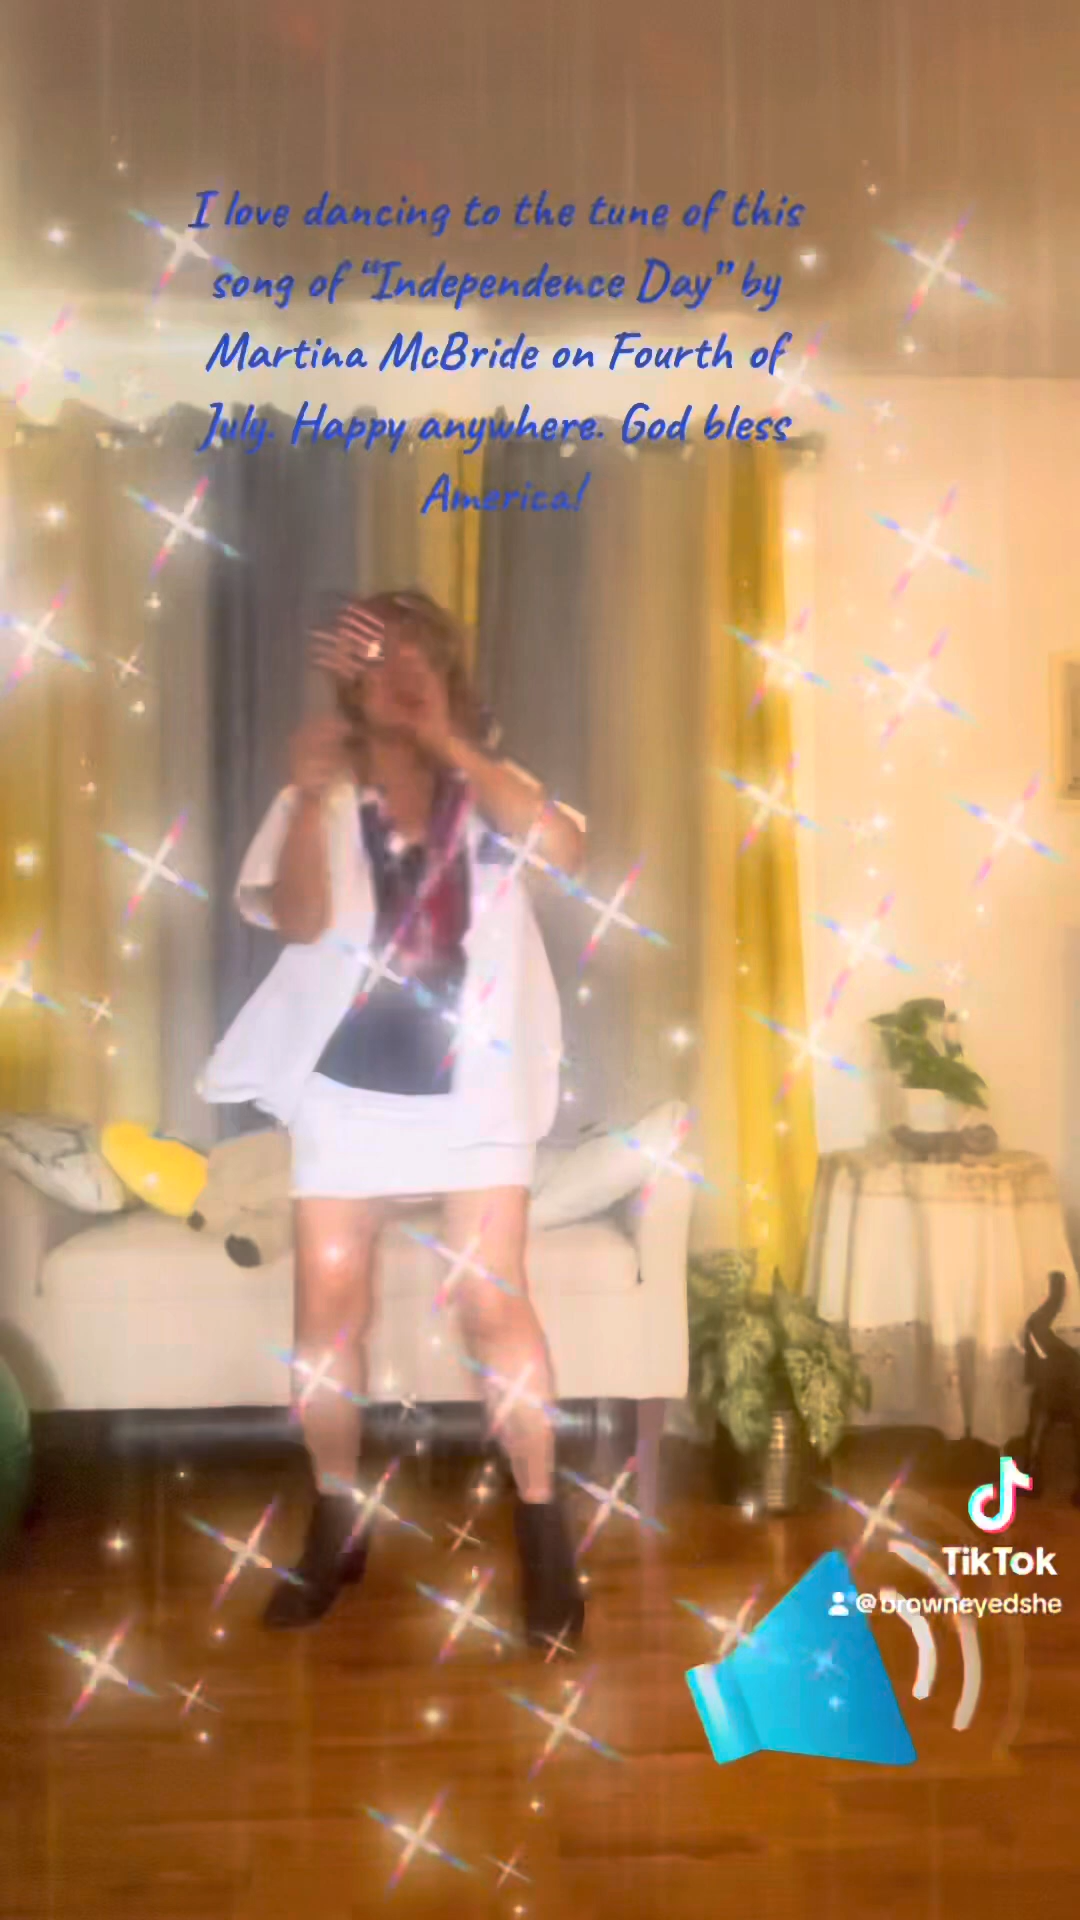 I love dancing to the tune of this
song of “Independence Day” by
Martina McBride on Fourth of
July. Happy anywhere. God bless
America!
TikTok
@browneyedshe